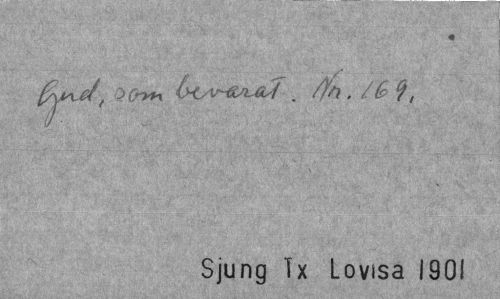 Gud, som bevarat. Nr. 169.
Sjung Tx Lovisa 1901